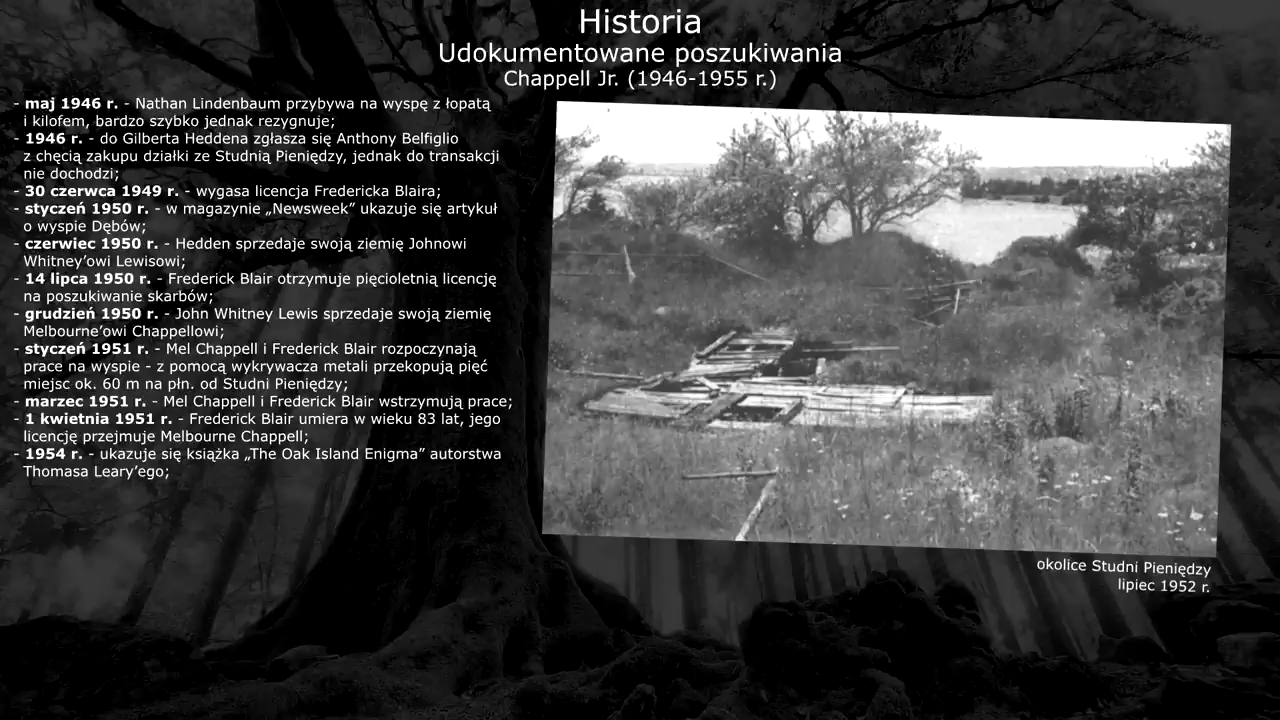 Historia
Udokumentowane poszukiwania
Chappell Jr. (1946-1955 r.)
- maj 1946 r. - Nathan Lindenbaum przybywa na wyspę z łopatą
i kilofem, bardzo szybko jednak rezygnuje;
- 1946 r. - do Gilberta Heddena zgłasza się Anthony Belfiglio
z chęcią zakupu działki ze Studnią Pieniędzy, jednak do transakcji
nie dochodzi;
- 30 czerwca 1949 r. - wygasa licencja Fredericka Blaira;
- styczeń 1950 r. - w magazynie „Newsweek” ukazuje się artykuł
o wyspie Dębów;
- czerwiec 1950 r. - Hedden sprzedaje swoją ziemię Johnowi
Whitney’owi Lewisowi;
- 14 lipca 1950 r. - Frederick Blair otrzymuje pięcioletnią licencję
na poszukiwanie skarbów;
- grudzień 1950 r. - John Whitney Lewis sprzedaje swoją ziemię
Melbourne’owi Chappellowi;
- styczeń 1951 r. - Mel Chappell i Frederick Blair rozpoczynają
prace na wyspie - z pomocą wykrywacza metali przekopują pięć
miejsc ok. 60 m na płn. od Studni Pieniędzy;
- marzec 1951 r. - Mel Chappell i Frederick Blair wstrzymują prace;
- 1 kwietnia 1951 r. - Frederick Blair umiera w wieku 83 lat, jego
licencję przejmuje Melbourne Chappell;
- 1954 r. - ukazuje się książka „The Oak Island Enigma” autorstwa
Thomasa Leary’ego;
okolice Studni Pieniędzy
lipiec 1952 r.